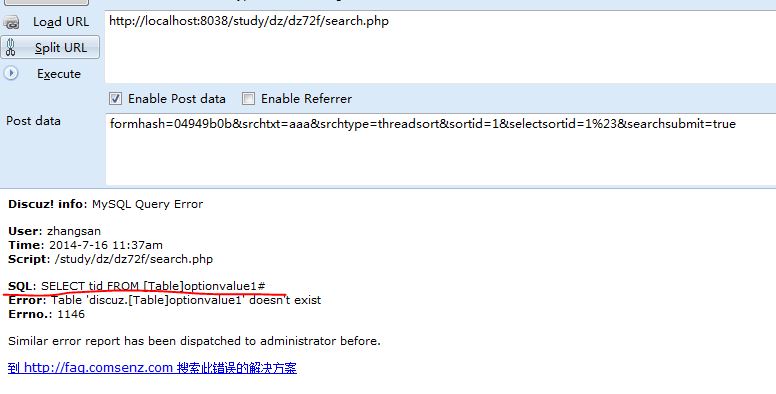 Load URL
http://localhost:8038/study/dz/dz72f/search.php
Split URL
Execute
Enable Post data Enable Referrer
Post data
formhash=04949b0b&srchtxt=aaa&srchtype=threadsort&sortid=1&selectsortid=1%23&searchsubmit=true
Discuz! info: MySQL Query Error
User: zhangsan
Time: 2014-7-16 11:37am
Script: /study/dz/dz72f/search.php
SQL: SELECT tid FROM [Table]optionvalue1#
Error: Table 'discuz.[Table]optionvalue1' doesn't exist
Errno.: 1146
Similar error report has been dispatched to administrator before.
到 http://faq.comsenz.com 搜索此错误的解决方案